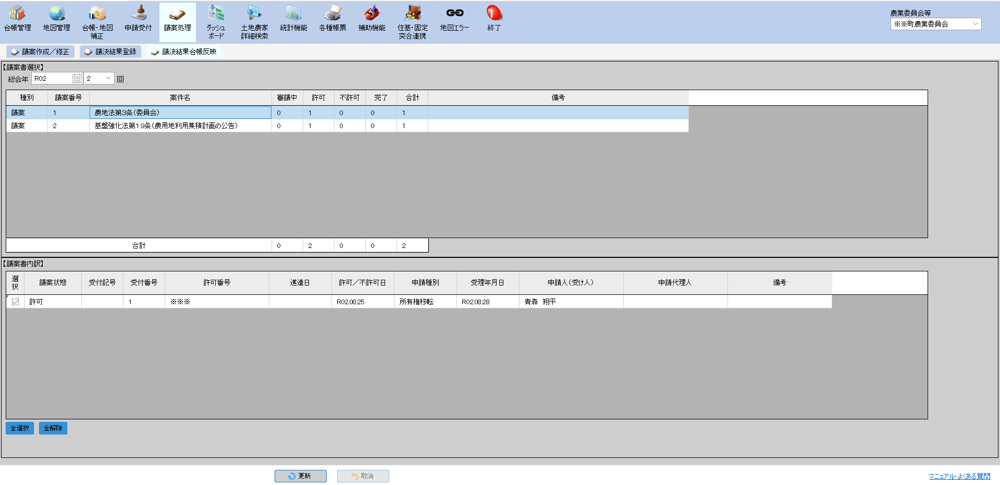 台帳管理
地図管理
台帳・地図
補正
申請受付
議案処理
ダッシュ
ボード
土地農家
詳細検索
統計機能
各種帳票
補助機能
住基・固定
突合連携
地図エラー
終了
農業委員会等
※※町農業委員会
議案作成／修正
議決結果登録
議決結果台帳反映
【議案書選択】
総会年 R02 2 回
種別 議案番号 案件名 審議中 許可 不許可 完了 合計 備考
議案 1 農地法第3条(委員会) 0 1 0 0 1
議案 2 基盤強化法第19条(農用地利用集積計画の公告) 0 1 0 0 1
合計 0 2 0 0 2
【議案書内訳】
選択 議案状態 受付記号 受付番号 許可番号 進達日 許可／不許可日 申請種別 受理年月日 申請人(受け人) 申請代理人 備考
許可 1 ※※※ R02.08.25 所有権移転 R02.08.28 青森　翔平
全選択 全解除
更新 取消
マニュアル・よくある質問